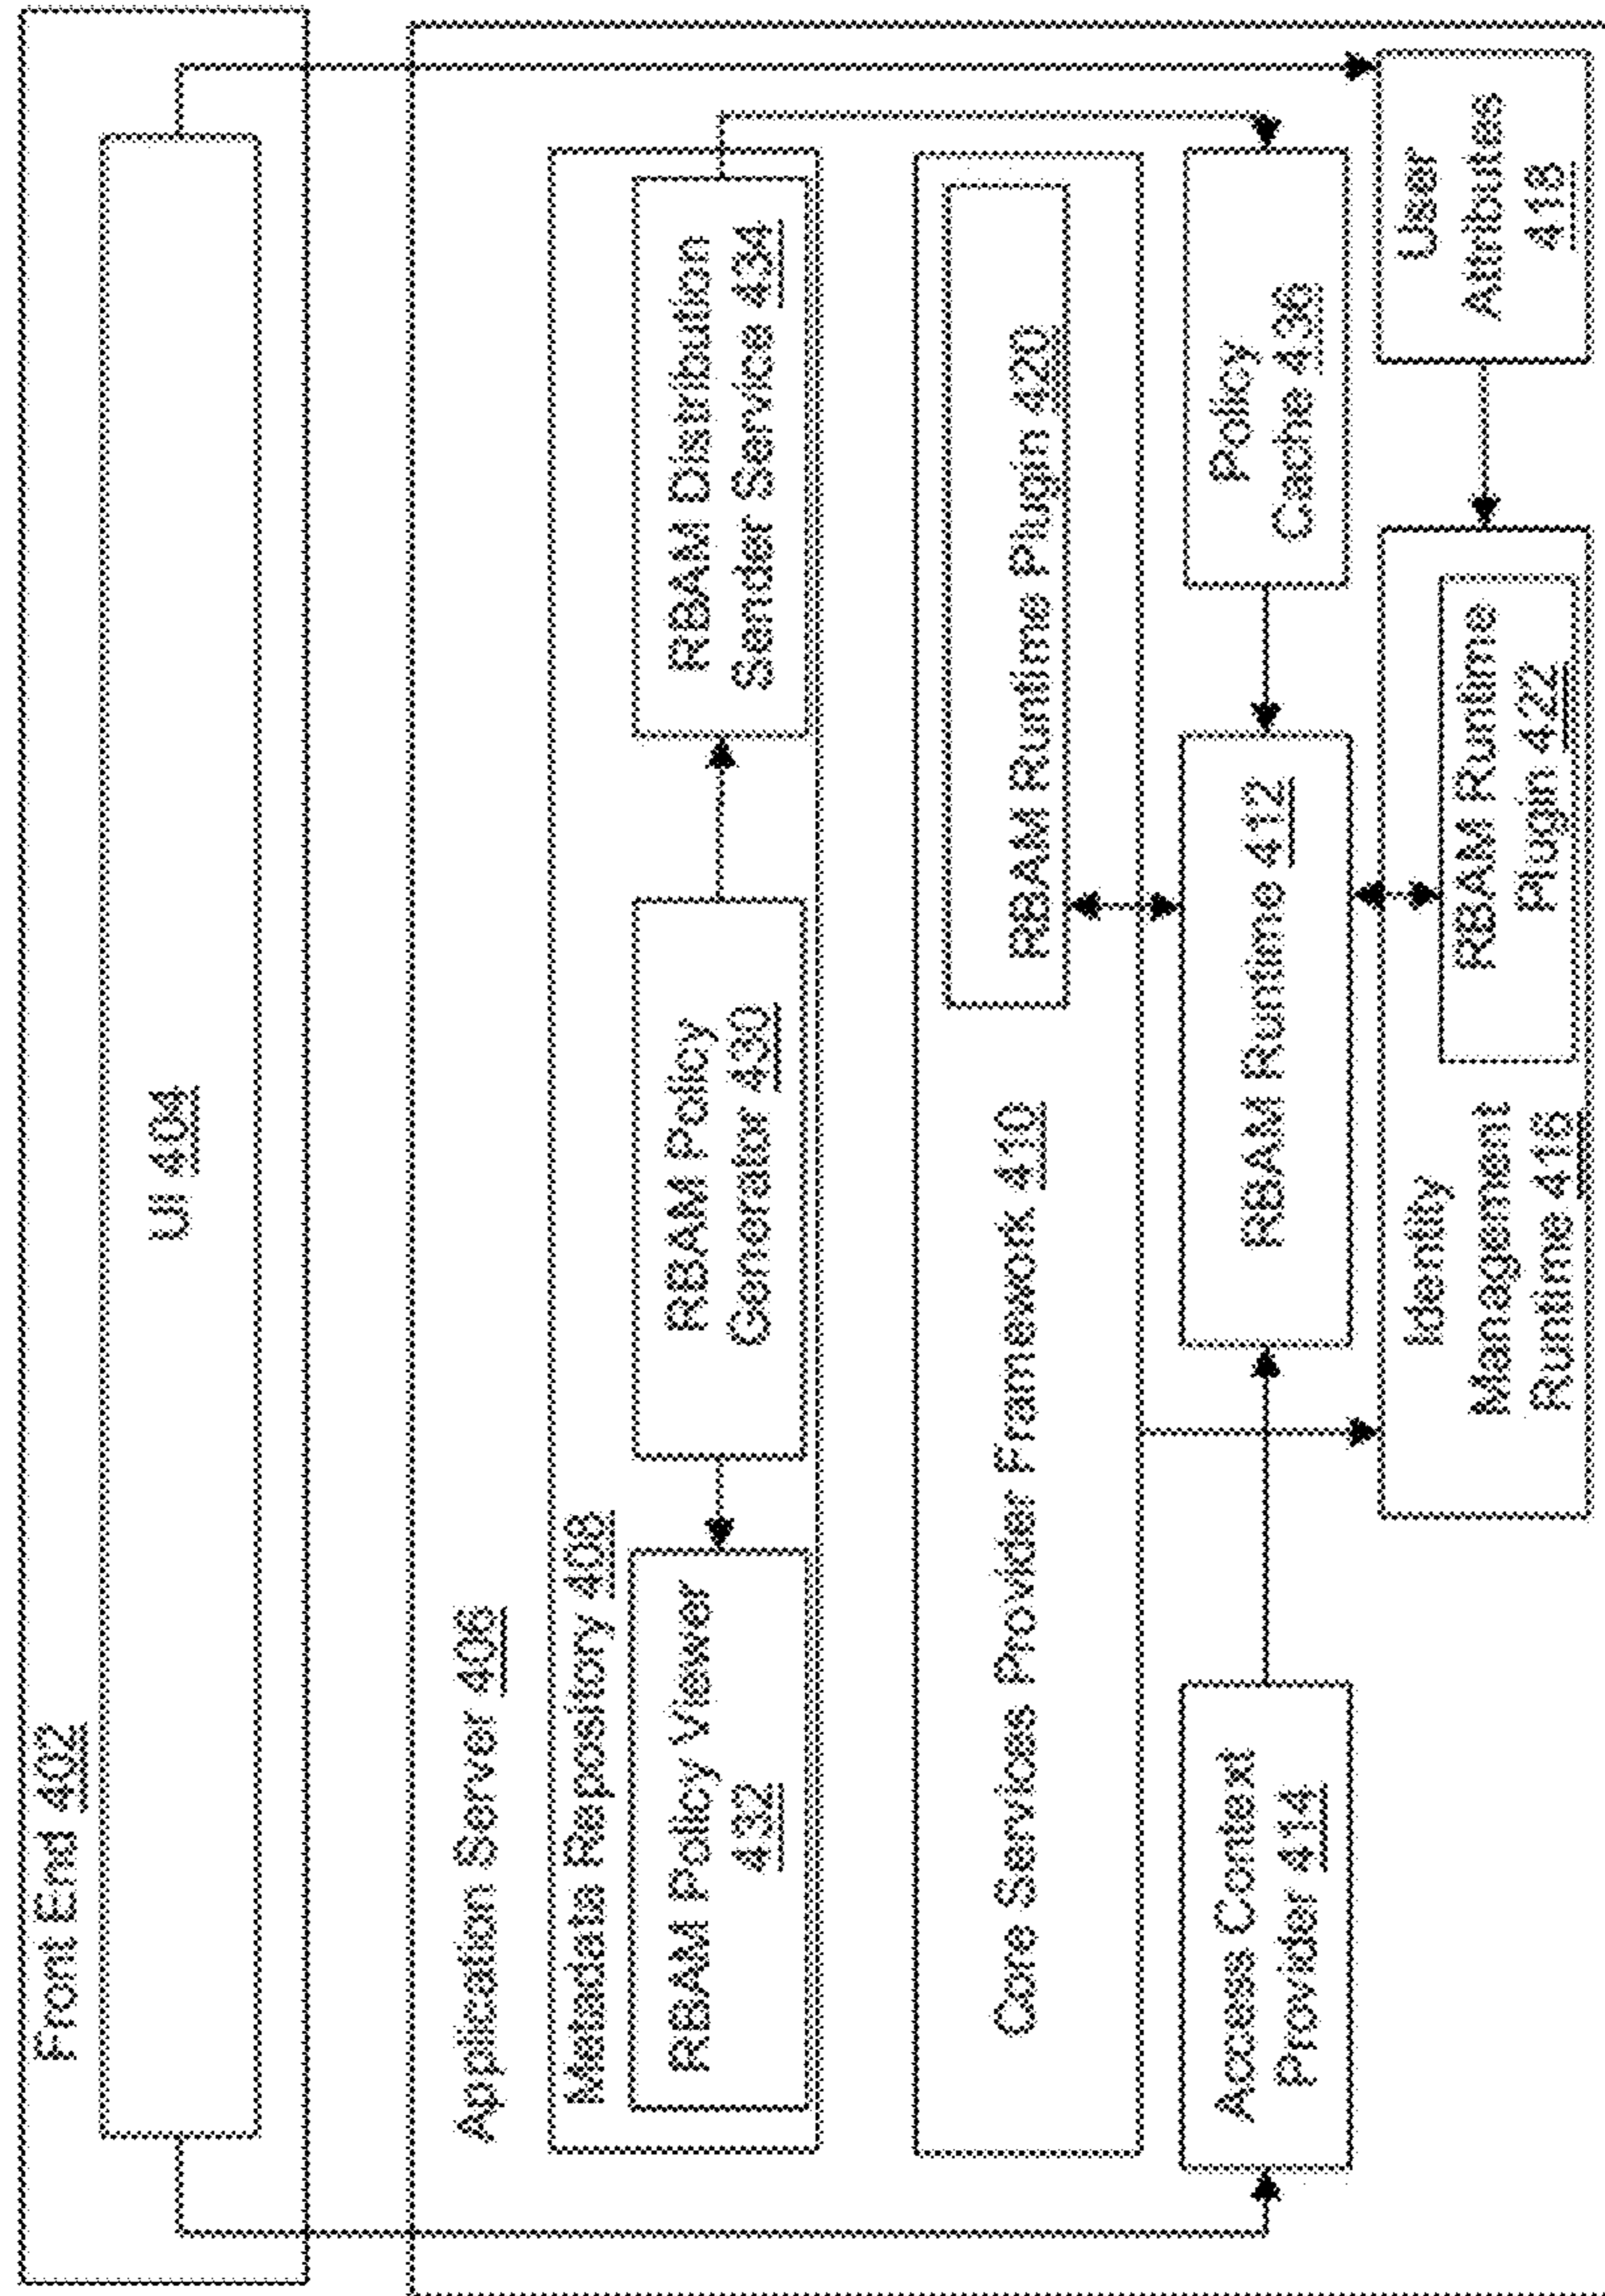 Front End 402
UI 404
Application Server 406
Metadata Repository 408
RBAM Policy Viewer
432
RBAM Policy
Generator 430
RBAM Distribution
Sender Service 434
Core Services Provider Framework 410
RBAM Runtime Plugin 420
Access Context
Provider 414
RBAM Runtime 412
Policy
Cache 436
Identity
Management
Runtime 416
RBAM Runtime
Plugin 422
User
Attributes
418